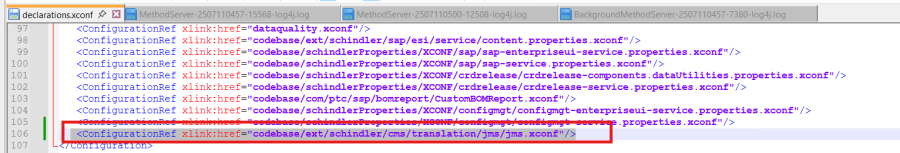 declarations.xconf MethodServer-2507110457-15568-log4j.log MethodServer-2507110500-12508-log4j.log BackgroundMethodServer-2507110457-7380-log4j.log
97 <ConfigurationRef xlink:href="dataquality.xconf"/>
98 <ConfigurationRef xlink:href="codebase/ext/schindler/sap/esi/service/content.properties.xconf"/>
99 <ConfigurationRef xlink:href="codebase/schindlerProperties/XCONF/sap/sap-enterpriseui-service.properties.xconf"/>
100 <ConfigurationRef xlink:href="codebase/schindlerProperties/XCONF/sap/sap-service.properties.xconf"/>
101 <ConfigurationRef xlink:href="codebase/schindlerProperties/XCONF/crdrelease/crdrelease-components.dataUtilities.properties.xconf"/>
102 <ConfigurationRef xlink:href="codebase/schindlerProperties/XCONF/crdrelease/crdrelease-service.properties.xconf"/>
103 <ConfigurationRef xlink:href="codebase/com/ptc/ssp/bomreport/CustomBOMReport.xconf"/>
104 <ConfigurationRef xlink:href="codebase/schindlerProperties/XCONF/configmgt/configmgt-enterpriseui-service.properties.xconf"/>
105 <ConfigurationRef xlink:href="codebase/schindlerProperties/XCONF/configmgt/configmgt-service.properties.xconf"/>
106 <ConfigurationRef xlink:href="codebase/ext/schindler/cms/translation/jms/jms.xconf"/>
107 </Configuration>